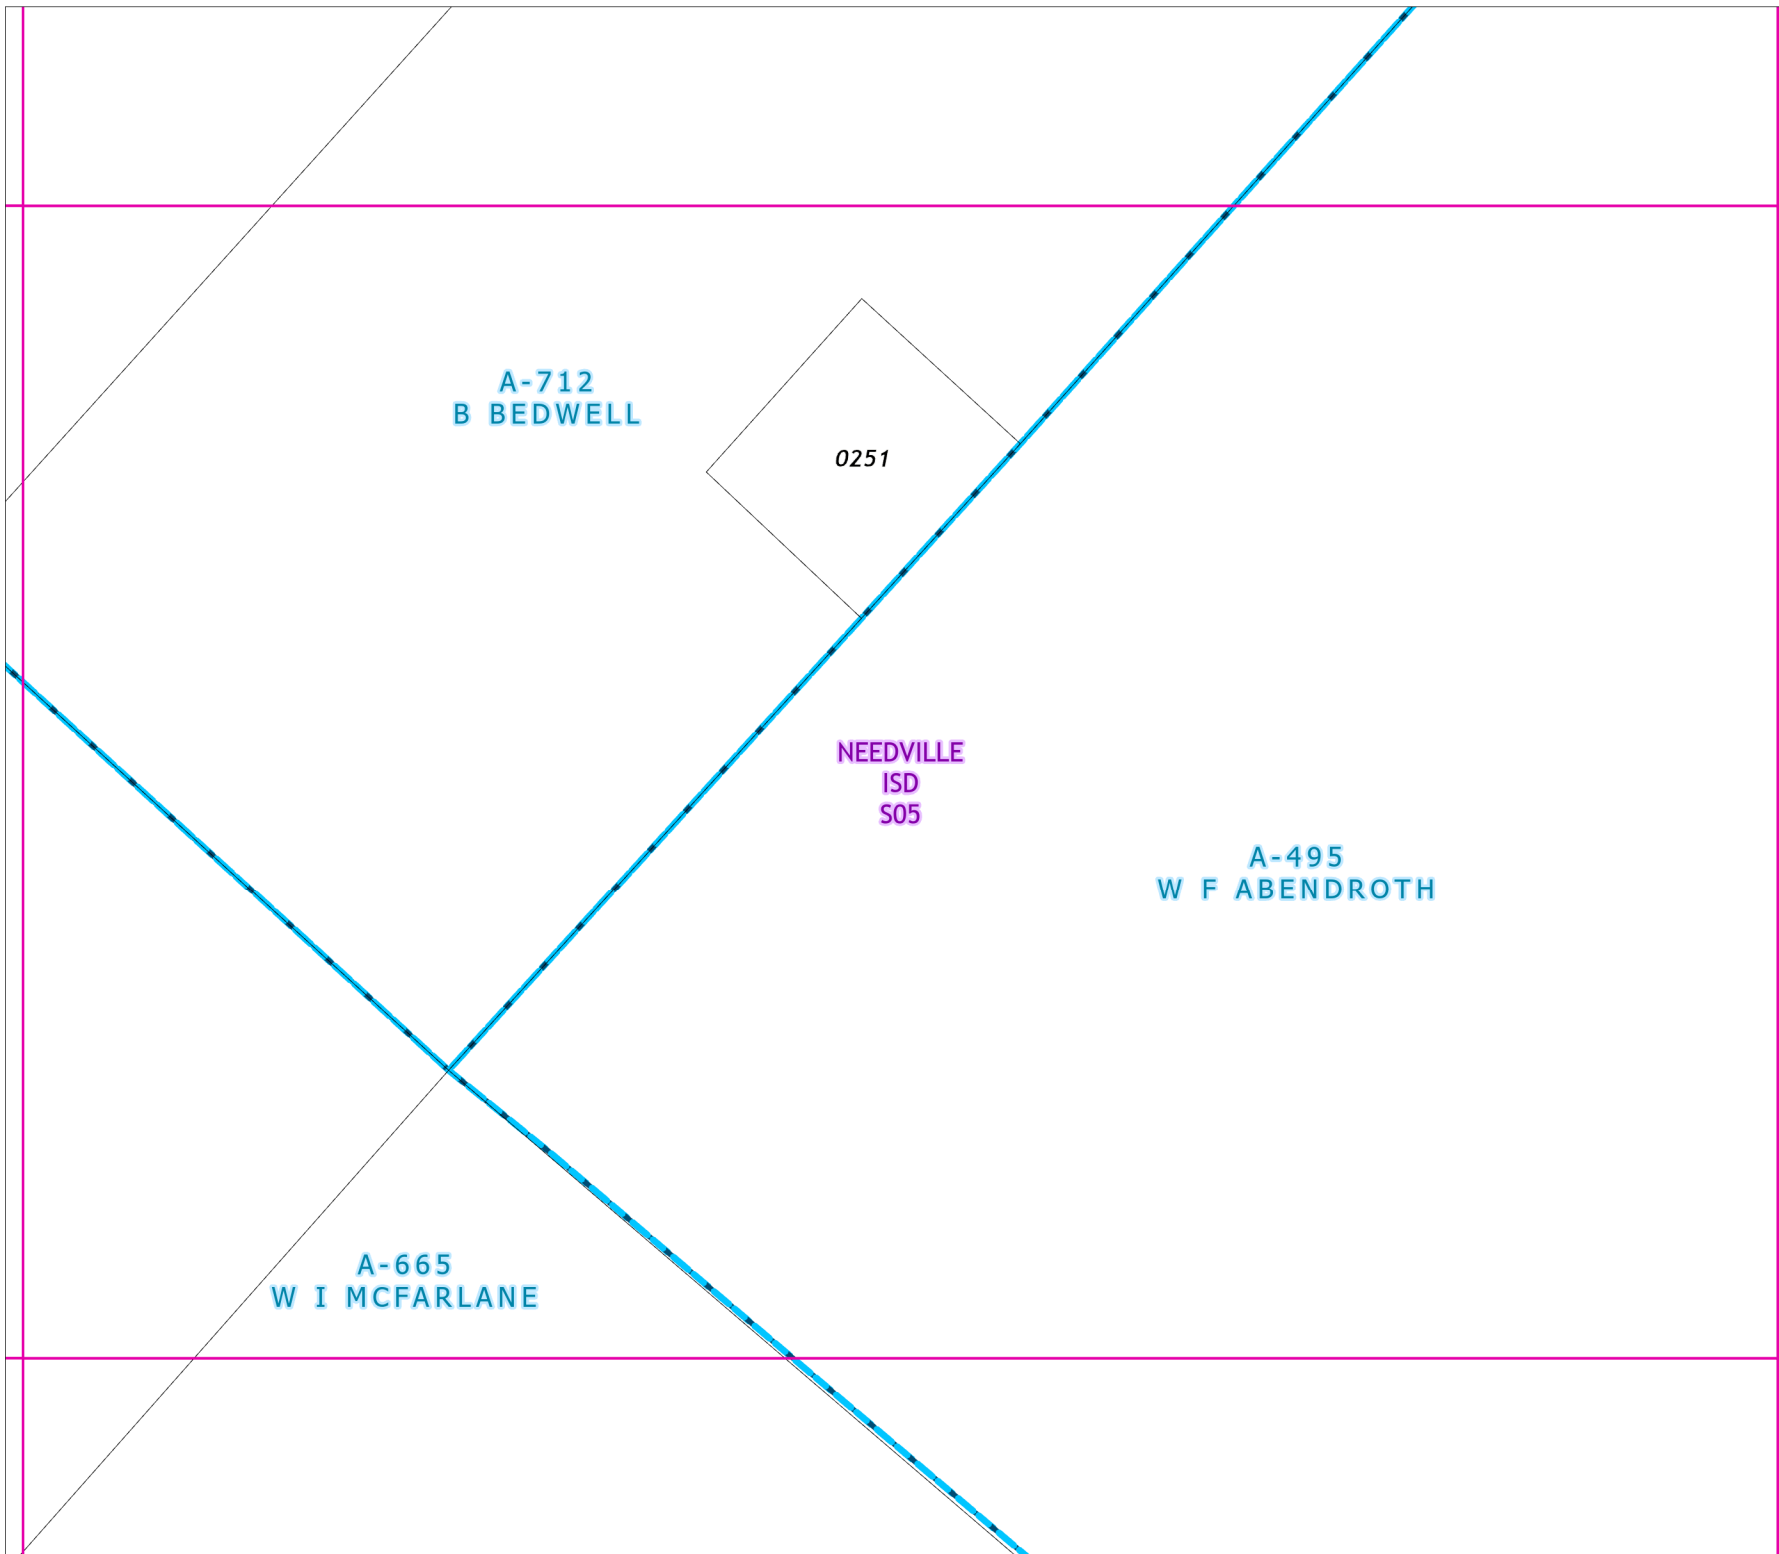 A-712
B BEDWELL
0251
NEEDVILLE
ISD
S05
A-495
W F ABENDROTH
A-665
W I MCFARLANE